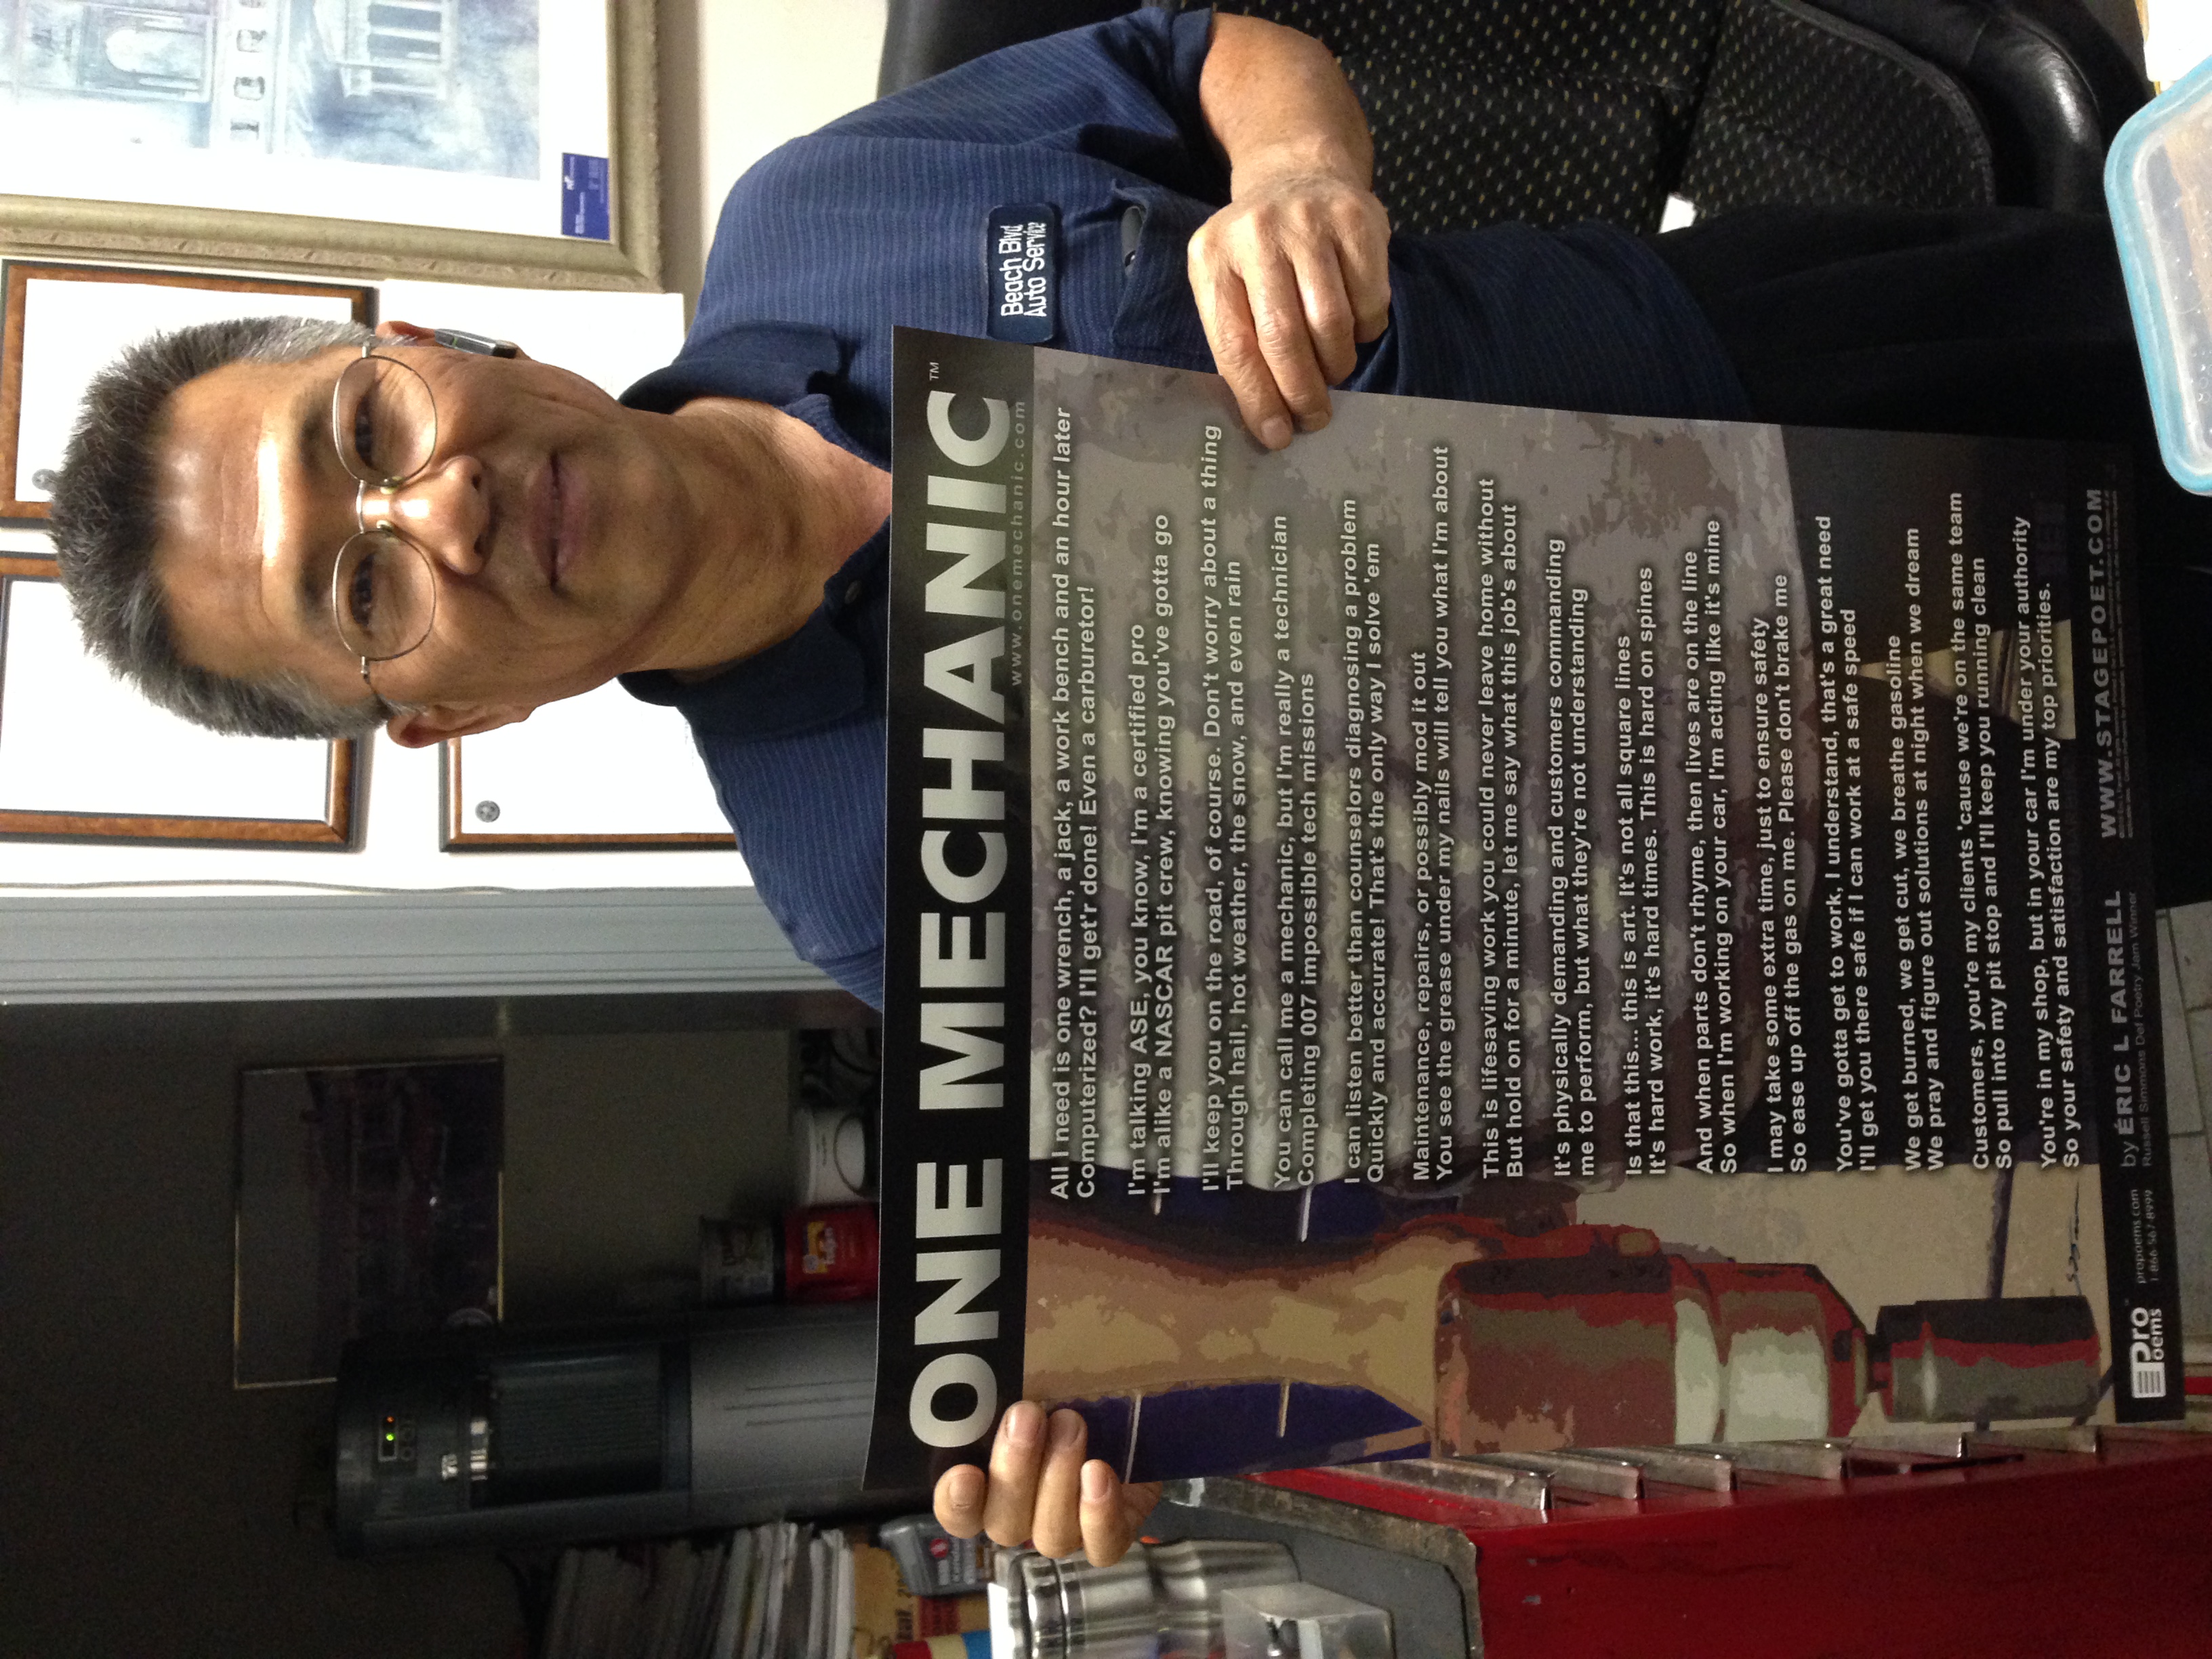 Beach Blvd
Auto Service
ONE MECHANIC™
www.onemechanic.com
All I need is one wrench, a jack, a work bench and an hour later
Computerized? I'll get'r done! Even a carburetor!
I'm talking ASE, you know, I'm a certified pro
I'm alike a NASCAR pit crew, knowing you've gotta go
I'll keep you on the road, of course. Don't worry about a thing
Through hail, hot weather, the snow, and even rain
You can call me a mechanic, but I'm really a technician
Completing 007 impossible tech missions
I can listen better than counselors diagnosing a problem
Quickly and accurate! That's the only way I solve 'em
Maintenance, repairs, or possibly mod it out
You see the grease under my nails will tell you what I'm about
This is lifesaving work you could never leave home without
But hold on for a minute, let me say what this job's about
It's physically demanding and customers commanding
me to perform, but what they're not understanding
Is that this... this is art. It's not all square lines
It's hard work, it's hard times. This is hard on spines
And when parts don't rhyme, then lives are on the line
So when I'm working on your car, I'm acting like it's mine
I may take some extra time, just to ensure safety
So ease up off the gas on me. Please don't brake me
You've gotta get to work, I understand, that's a great need
I'll get you there safe if I can work at a safe speed
We get burned, we get cut, we breathe gasoline
We pray and figure out solutions at night when we dream
Customers, you're my clients 'cause we're on the same team
So pull into my pit stop and I'll keep you running clean
You're in my shop, but in your car I'm under your authority
So your safety and satisfaction are my top priorities.
Pro
oems
propoems.com
1 866 567 8999
by ÉRIC L FARRELL
Russell Simmons Def Poetry Jam Winner
WWW.STAGEPOET.COM